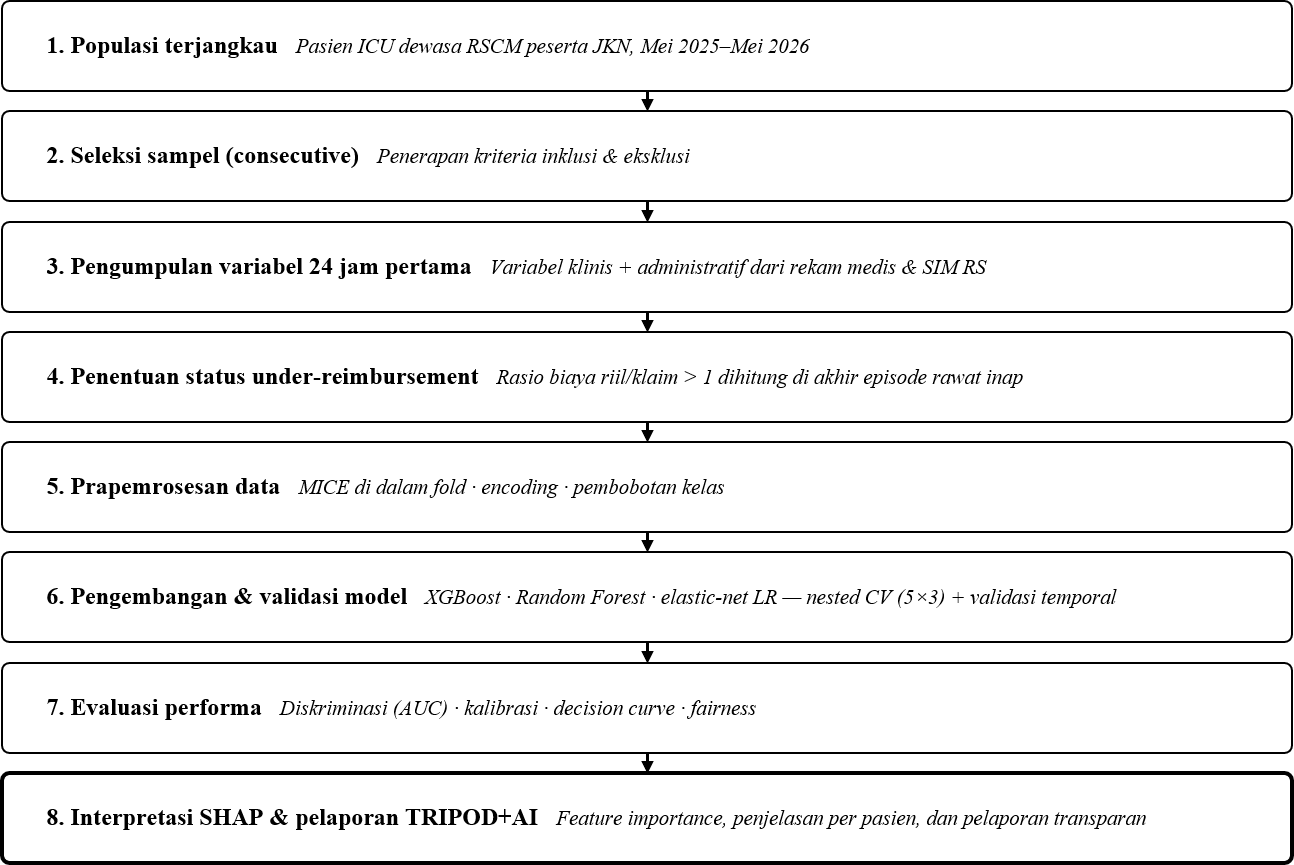 1. Populasi terjangkau Pasien ICU dewasa RSCM peserta JKN, Mei 2025–Mei 2026
2. Seleksi sampel (consecutive) Penerapan kriteria inklusi & eksklusi
3. Pengumpulan variabel 24 jam pertama Variabel klinis + administratif dari rekam medis & SIM RS
4. Penentuan status under-reimbursement Rasio biaya riil/klaim > 1 dihitung di akhir episode rawat inap
5. Prapemrosesan data MICE di dalam fold · encoding · pembobotan kelas
6. Pengembangan & validasi model XGBoost · Random Forest · elastic-net LR — nested CV (5×3) + validasi temporal
7. Evaluasi performa Diskriminasi (AUC) · kalibrasi · decision curve · fairness
8. Interpretasi SHAP & pelaporan TRIPOD+AI Feature importance, penjelasan per pasien, dan pelaporan transparan